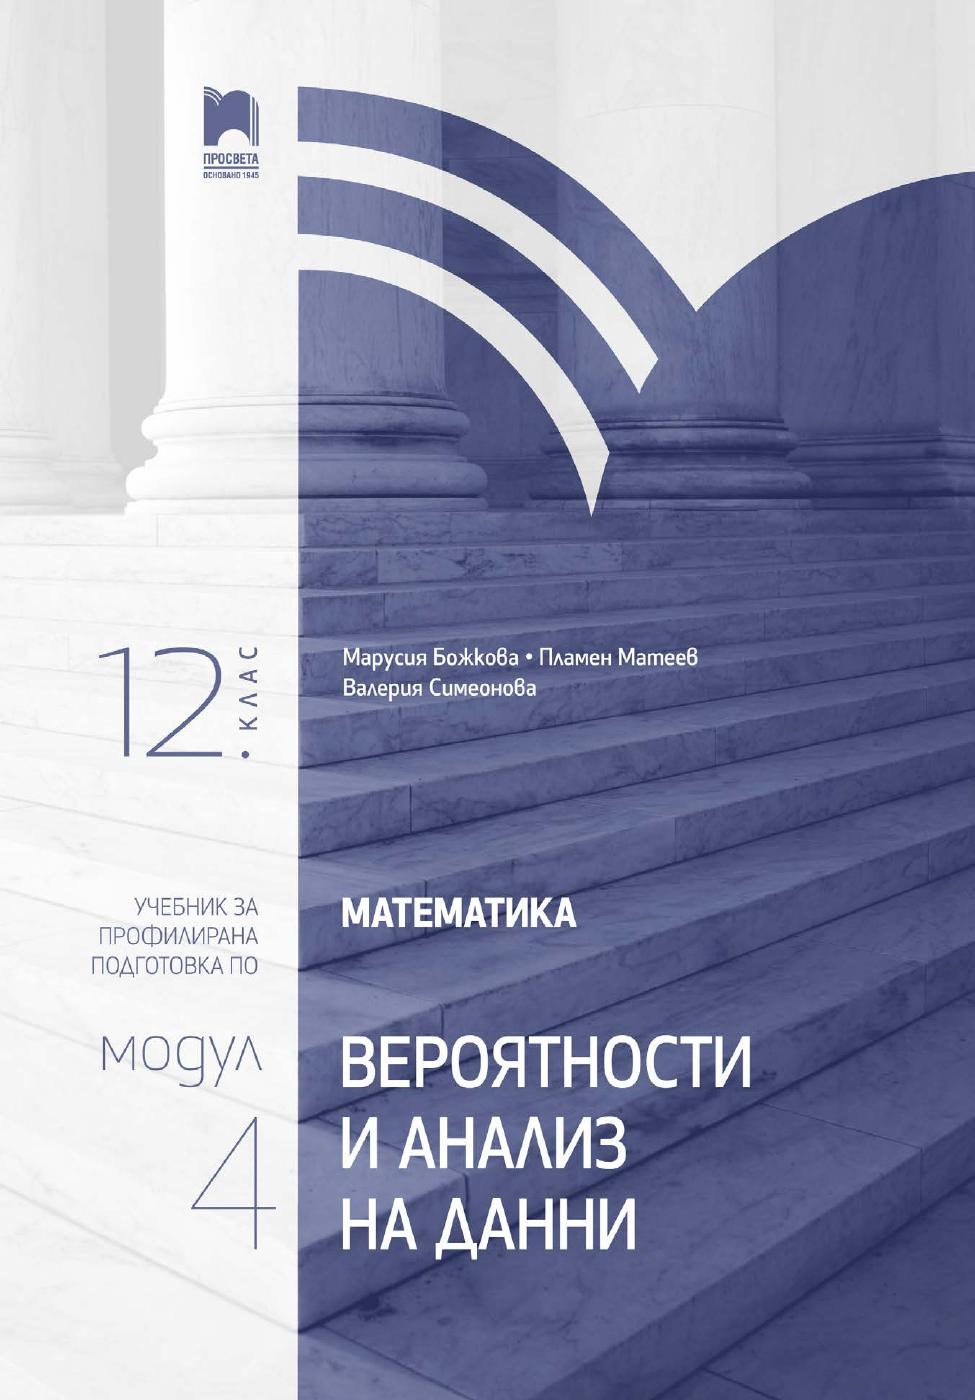 ПРОСВЕТА
ОСНОВАНО 1945
12. КЛАС
Марусия Божкова • Пламен Матеев
Валерия Симеонова
УЧЕБНИК ЗА
ПРОФИЛИРАНА
ПОДГОТОВКА ПО
МАТЕМАТИКА
модул
4
ВЕРОЯТНОСТИ
И АНАЛИЗ
НА ДАННИ